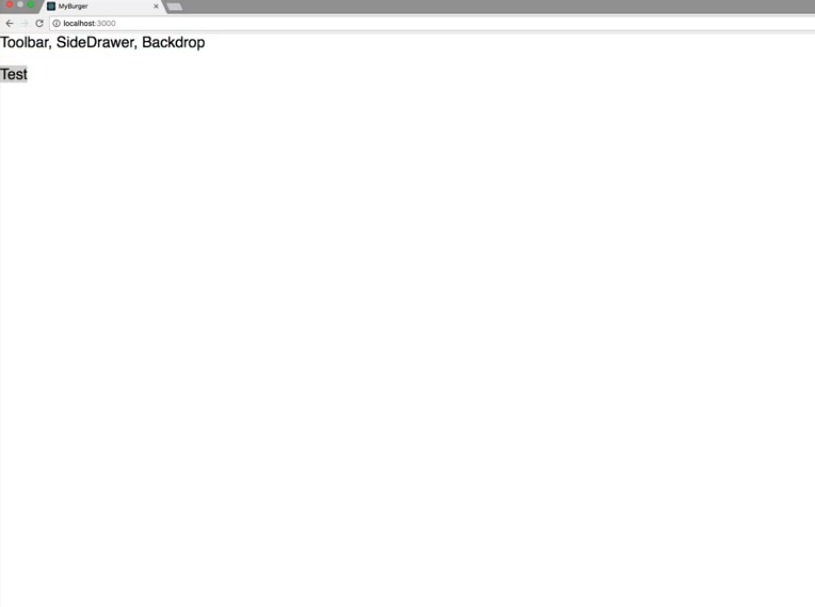 MyBurger
localhost:3000
Toolbar, SideDrawer, Backdrop
Test